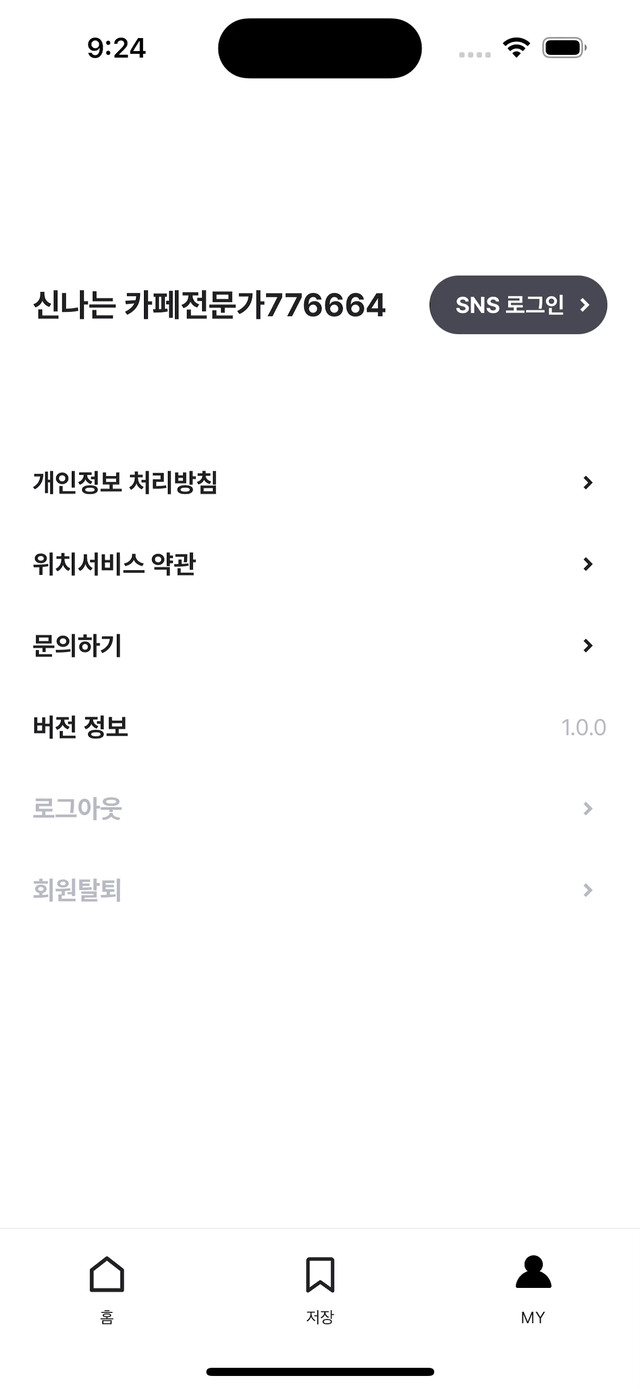 9:24
신나는 카페전문가776664
SNS 로그인
개인정보 처리방침
위치서비스 약관
문의하기
버전 정보 1.0.0
로그아웃
회원탈퇴
홈 저장 MY